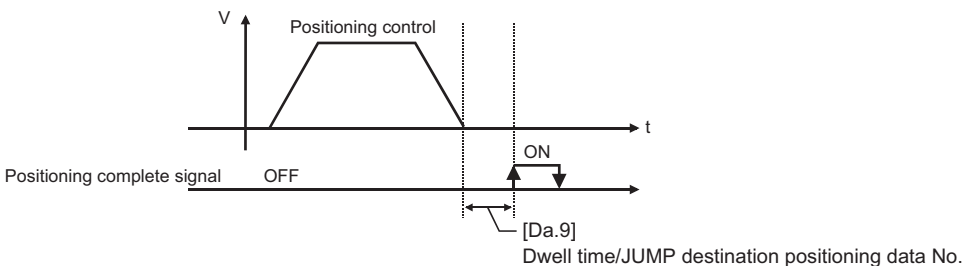 V
Positioning control
t
ON
Positioning complete signal OFF
[Da.9]
Dwell time/JUMP destination positioning data No.